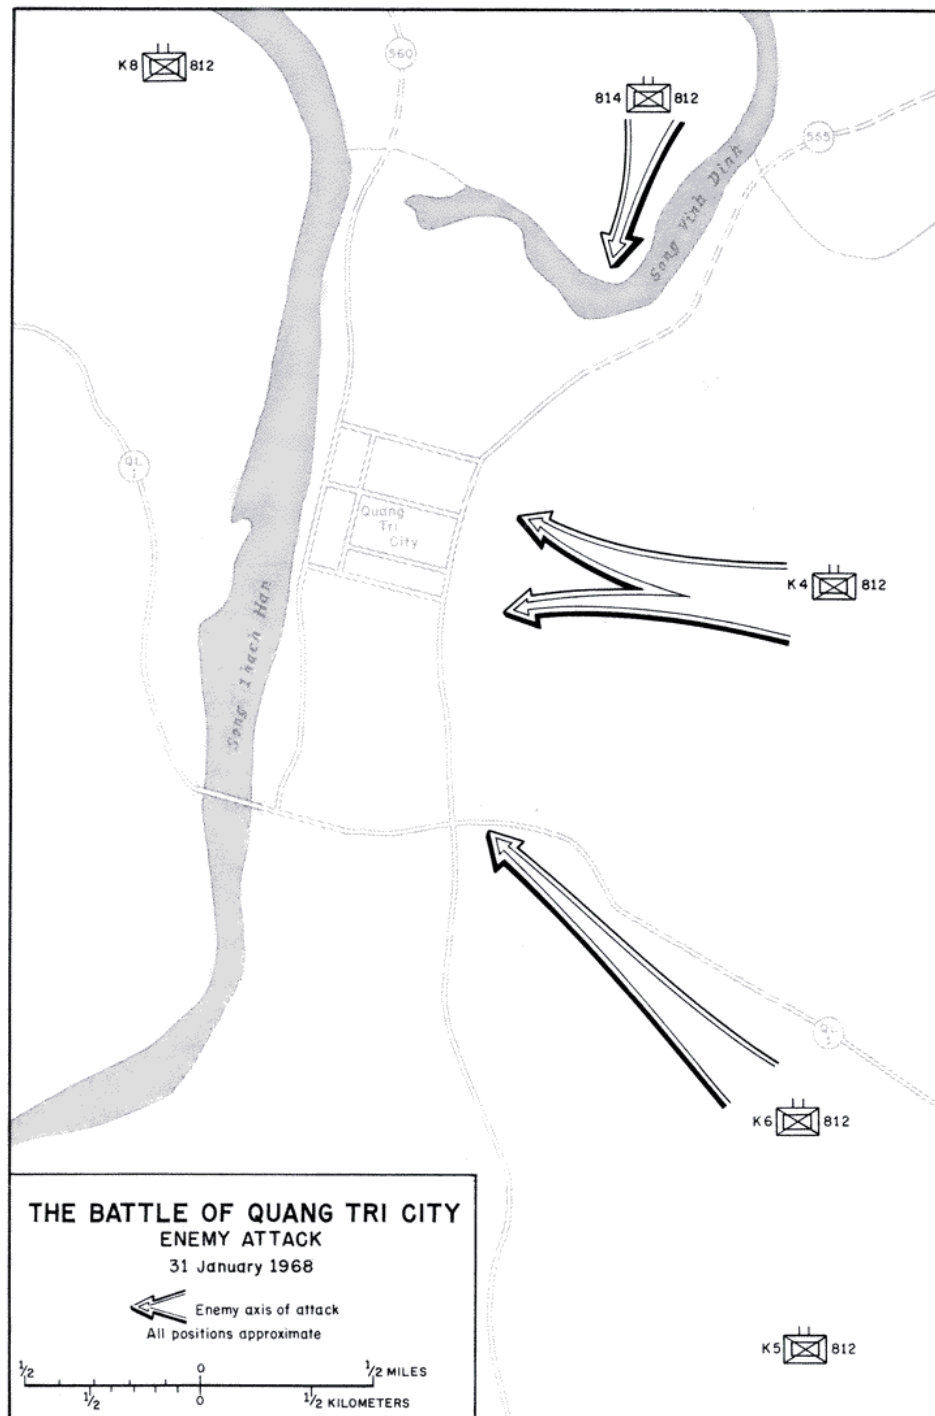 560
K8 812
814 812
565
Song Vinh Dinh
QL
1
Quang
Tri
City
K4 812
Song Thach Han
QL
1
K6 812
THE BATTLE OF QUANG TRI CITY
ENEMY ATTACK
31 January 1968
Enemy axis of attack
All positions approximate
K5 812
1/2 0 1/2 MILES
1/2 0 1/2 KILOMETERS